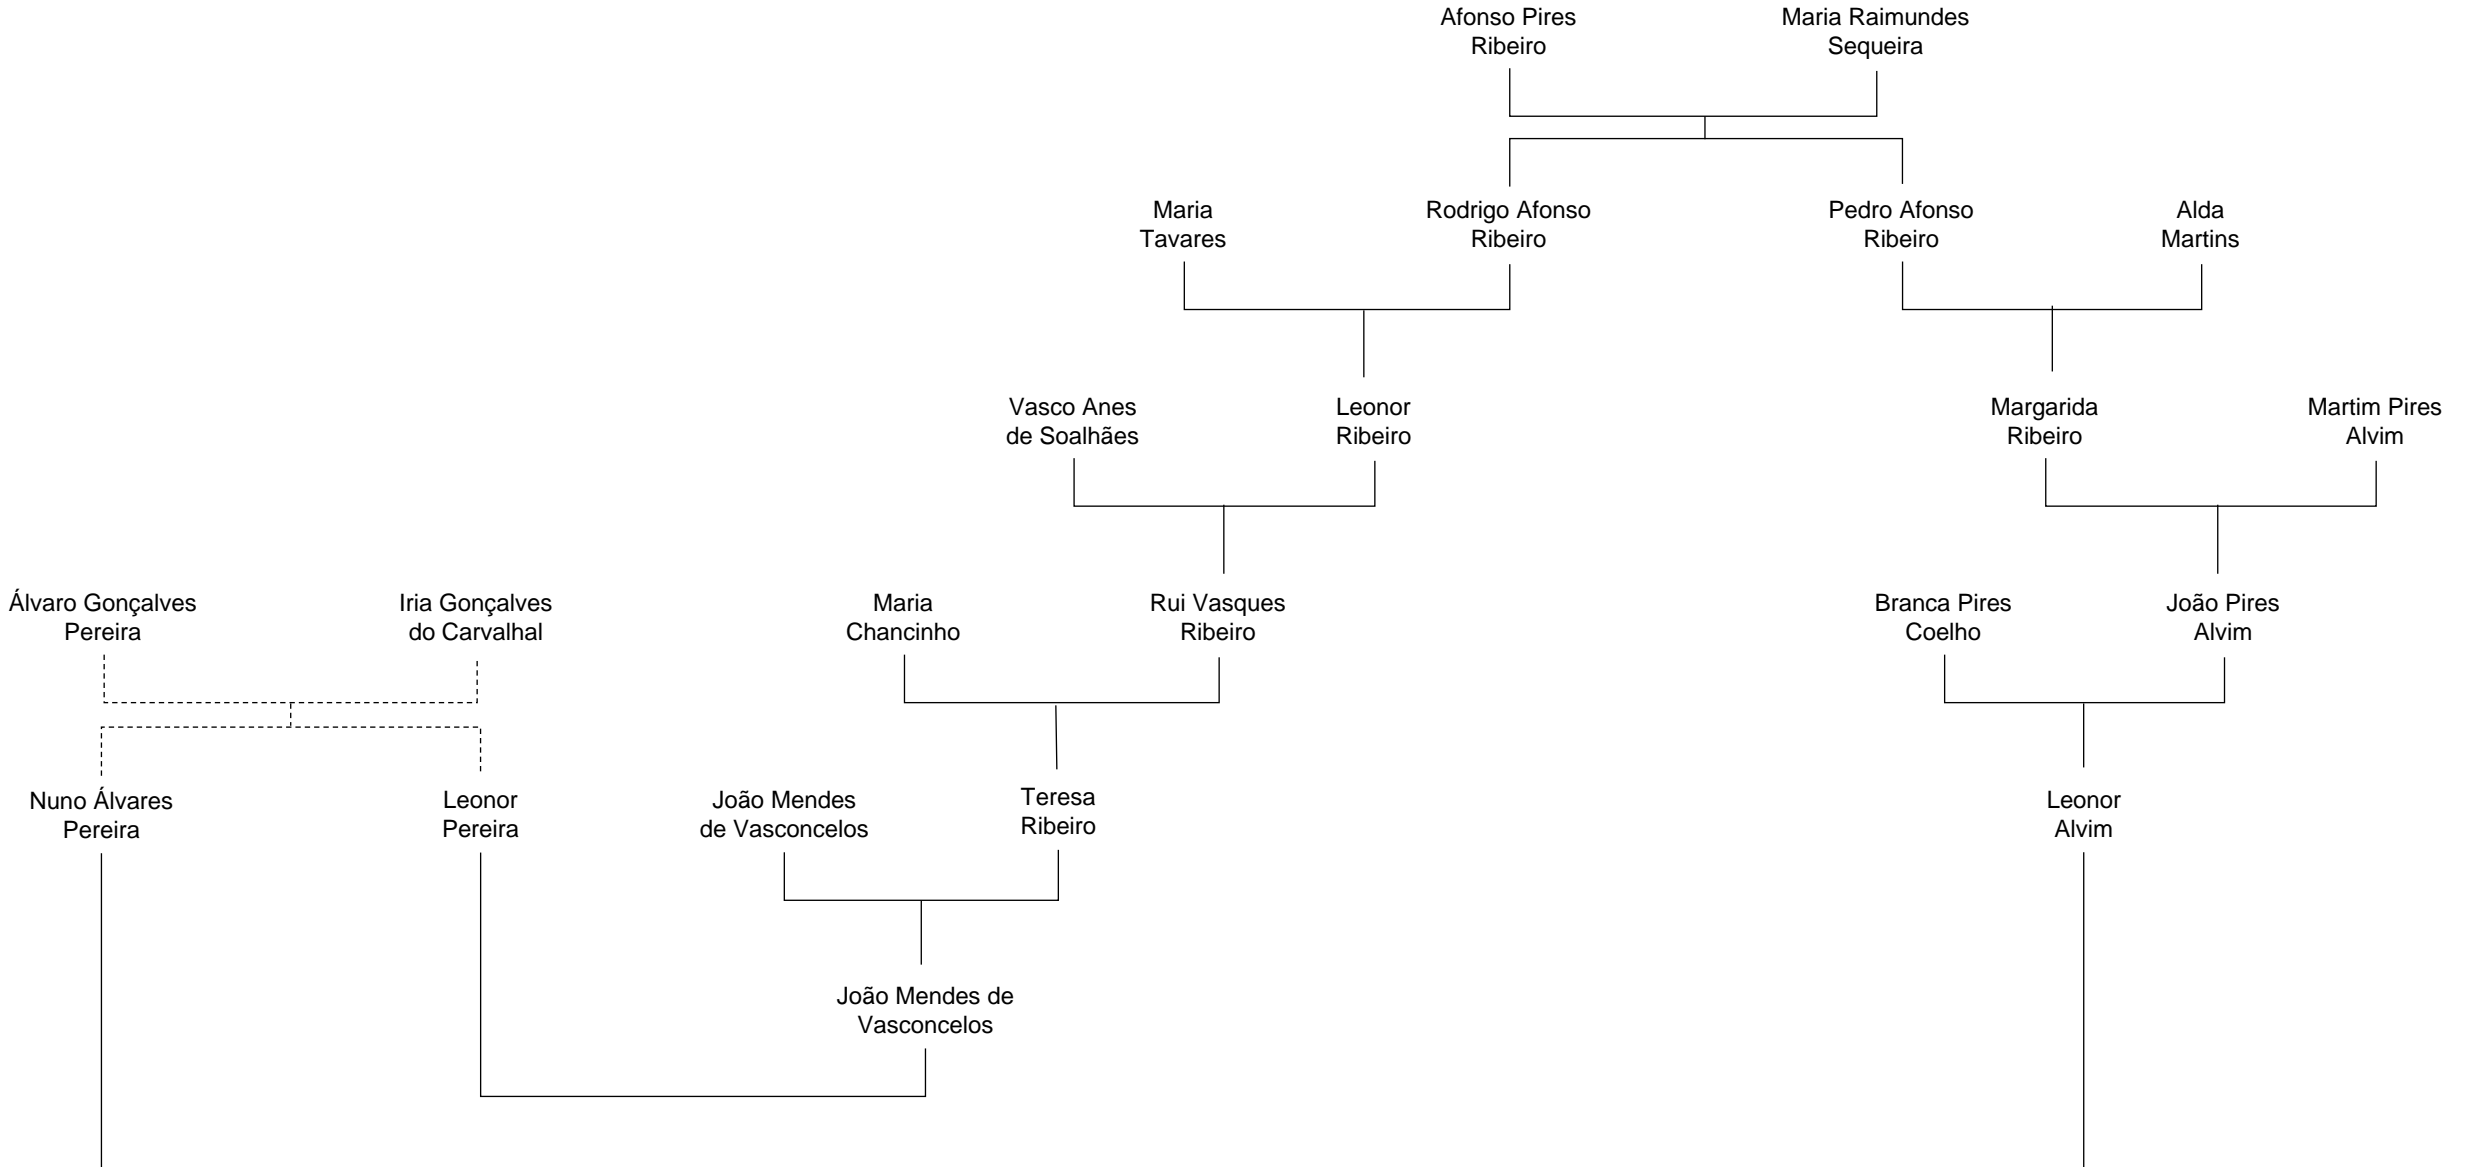 Afonso Pires
Ribeiro
Maria Raimundes
Sequeira
Maria
Tavares
Rodrigo Afonso
Ribeiro
Pedro Afonso
Ribeiro
Alda
Martins
Vasco Anes
de Soalhães
Leonor
Ribeiro
Margarida
Ribeiro
Martim Pires
Alvim
Álvaro Gonçalves
Pereira
Iria Gonçalves
do Carvalhal
Maria
Chancinho
Rui Vasques
Ribeiro
Branca Pires
Coelho
João Pires
Alvim
Nuno Álvares
Pereira
Leonor
Pereira
João Mendes
de Vasconcelos
Teresa
Ribeiro
Leonor
Alvim
João Mendes de
Vasconcelos